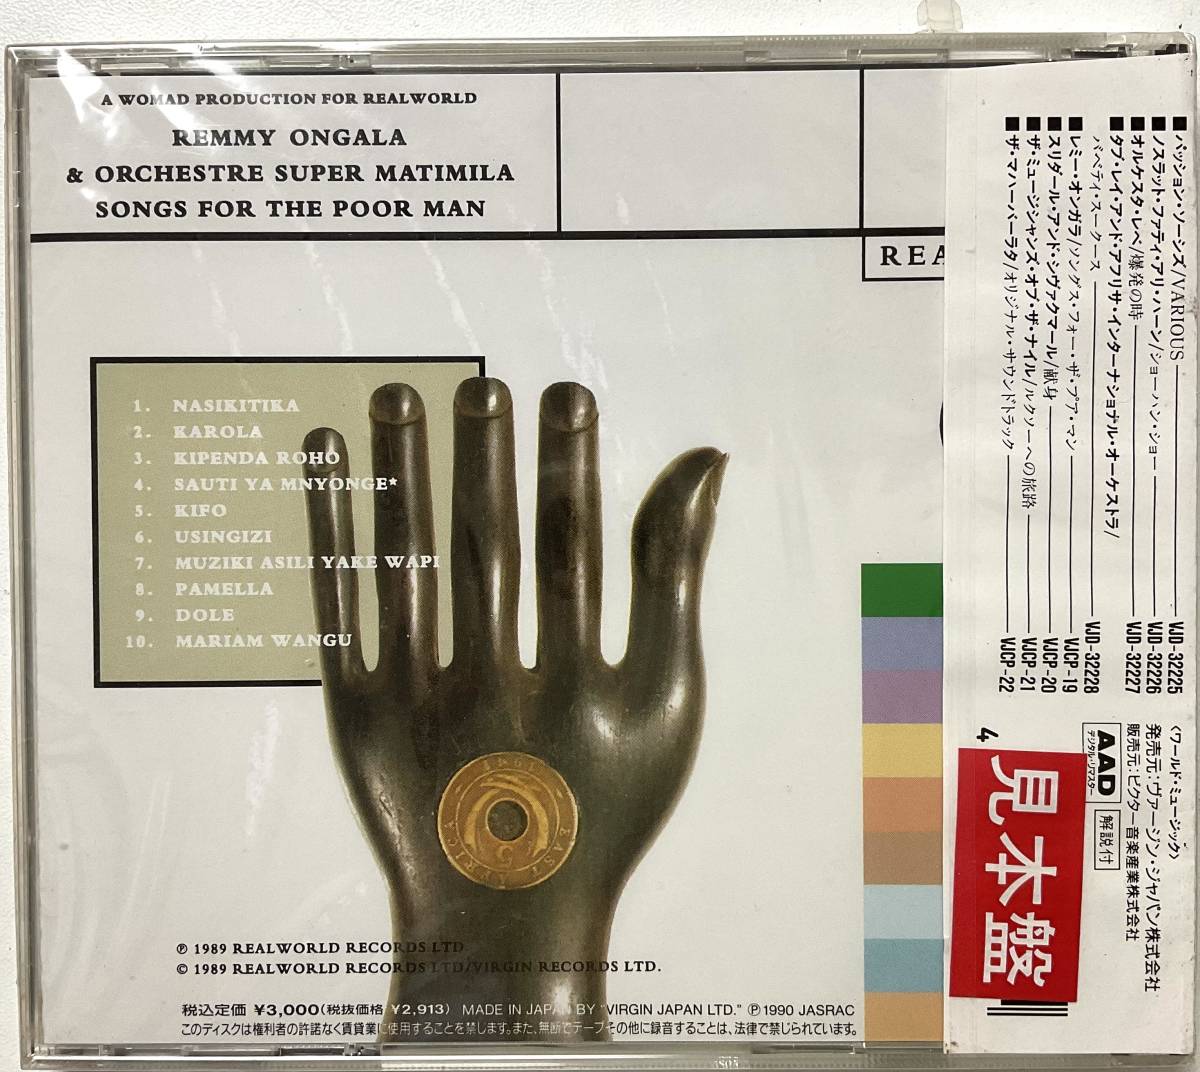 A WOMAD PRODUCTION FOR REALWORLD
REMMY ONGALA
& ORCHESTRE SUPER MATIMILA
SONGS FOR THE POOR MAN
REA
1. NASIKITIKA
2. KAROLA
3. KIPENDA ROHO
4. SAUTI YA MNYONGE*
5. KIFO
6. USINGIZI
7. MUZIKI ASILI YAKE WAPI
8. PAMELLA
9. DOLE
10. MARIAM WANGU
EAST AFRICA
5
℗ 1989 REALWORLD RECORDS LTD
© 1989 REALWORLD RECORDS LTD/VIRGIN RECORDS LTD.
税込定価 ¥3,000(税抜価格 ¥2,913) MADE IN JAPAN BY "VIRGIN JAPAN LTD." ℗1990 JASRAC
このディスクは権利者の許諾なく賃貸業に使用することを禁じます。また、無断でテープその他に録音することは、法律で禁じられています。
■パッション・ソーシズ/VARIOUS VJD-32225
■ノスラット・ファテイ・アリ・ハーン/ショーハン・ショー VJD-32226
■オルケスタ・レベ/爆発の時 VJD-32227
■タブ・レイ・アンド・アフリサ・インターナショナル・オーケストラ/
ババティ・スークース VJD-32228
■レミー・オンガラ/ソングス・フォー・ザ・プア・マン VJCP-19
■スリダール・アンド・シヴァクマール/献身 VJCP-20
■ザ・ミュージシャンズ・オブ・ザ・ナイル/ルクソーへの旅路 VJCP-21
■ザ・マハーバーラタ/オリジナル・サウンドトラック VJCP-22
〈ワールド・ミュージック〉
発売元:ヴァージン・ジャパン株式会社
販売元:ビクター音楽産業株式会社
AAD
デジタル・リマスター
解説付
4
見本盤